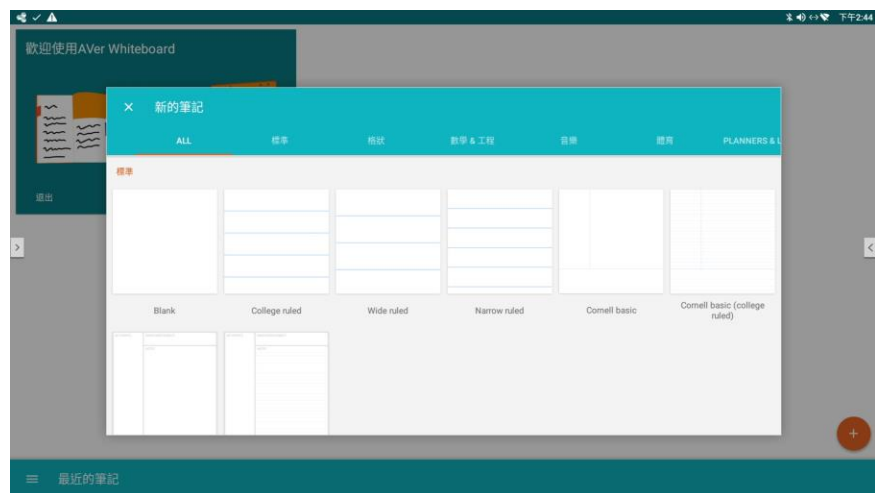 下午2:44
歡迎使用AVer Whiteboard
新的筆記
ALL
標準
格狀
數學 & 工程
音樂
體育
PLANNERS & L
標準
退出
Blank
College ruled
Wide ruled
Narrow ruled
Cornell basic
Cornell basic (college
ruled)
最近的筆記